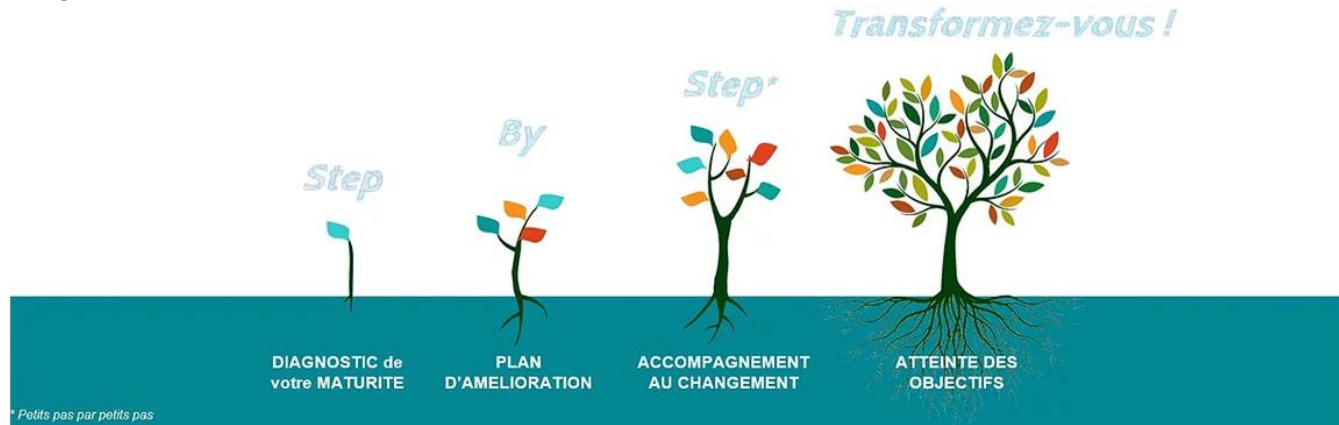 Transformez-vous !
Step*
By
Step
DIAGNOSTIC de
votre MATURITE
PLAN
D'AMELIORATION
ACCOMPAGNEMENT
AU CHANGEMENT
ATTEINTE DES
OBJECTIFS
* Petits pas par petits pas